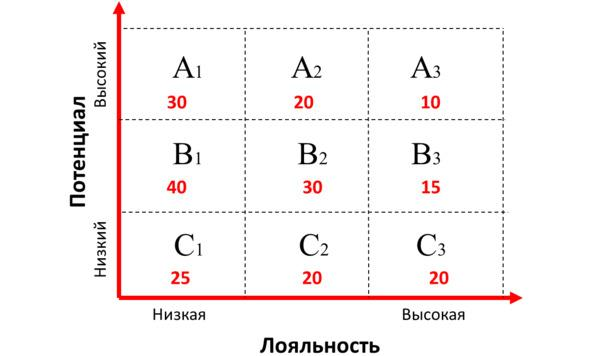 Потенциал
Высокий
Низкий
A1 A2 A3
30 20 10
B1 B2 B3
40 30 15
C1 C2 C3
25 20 20
Низкая Высокая
Лояльность